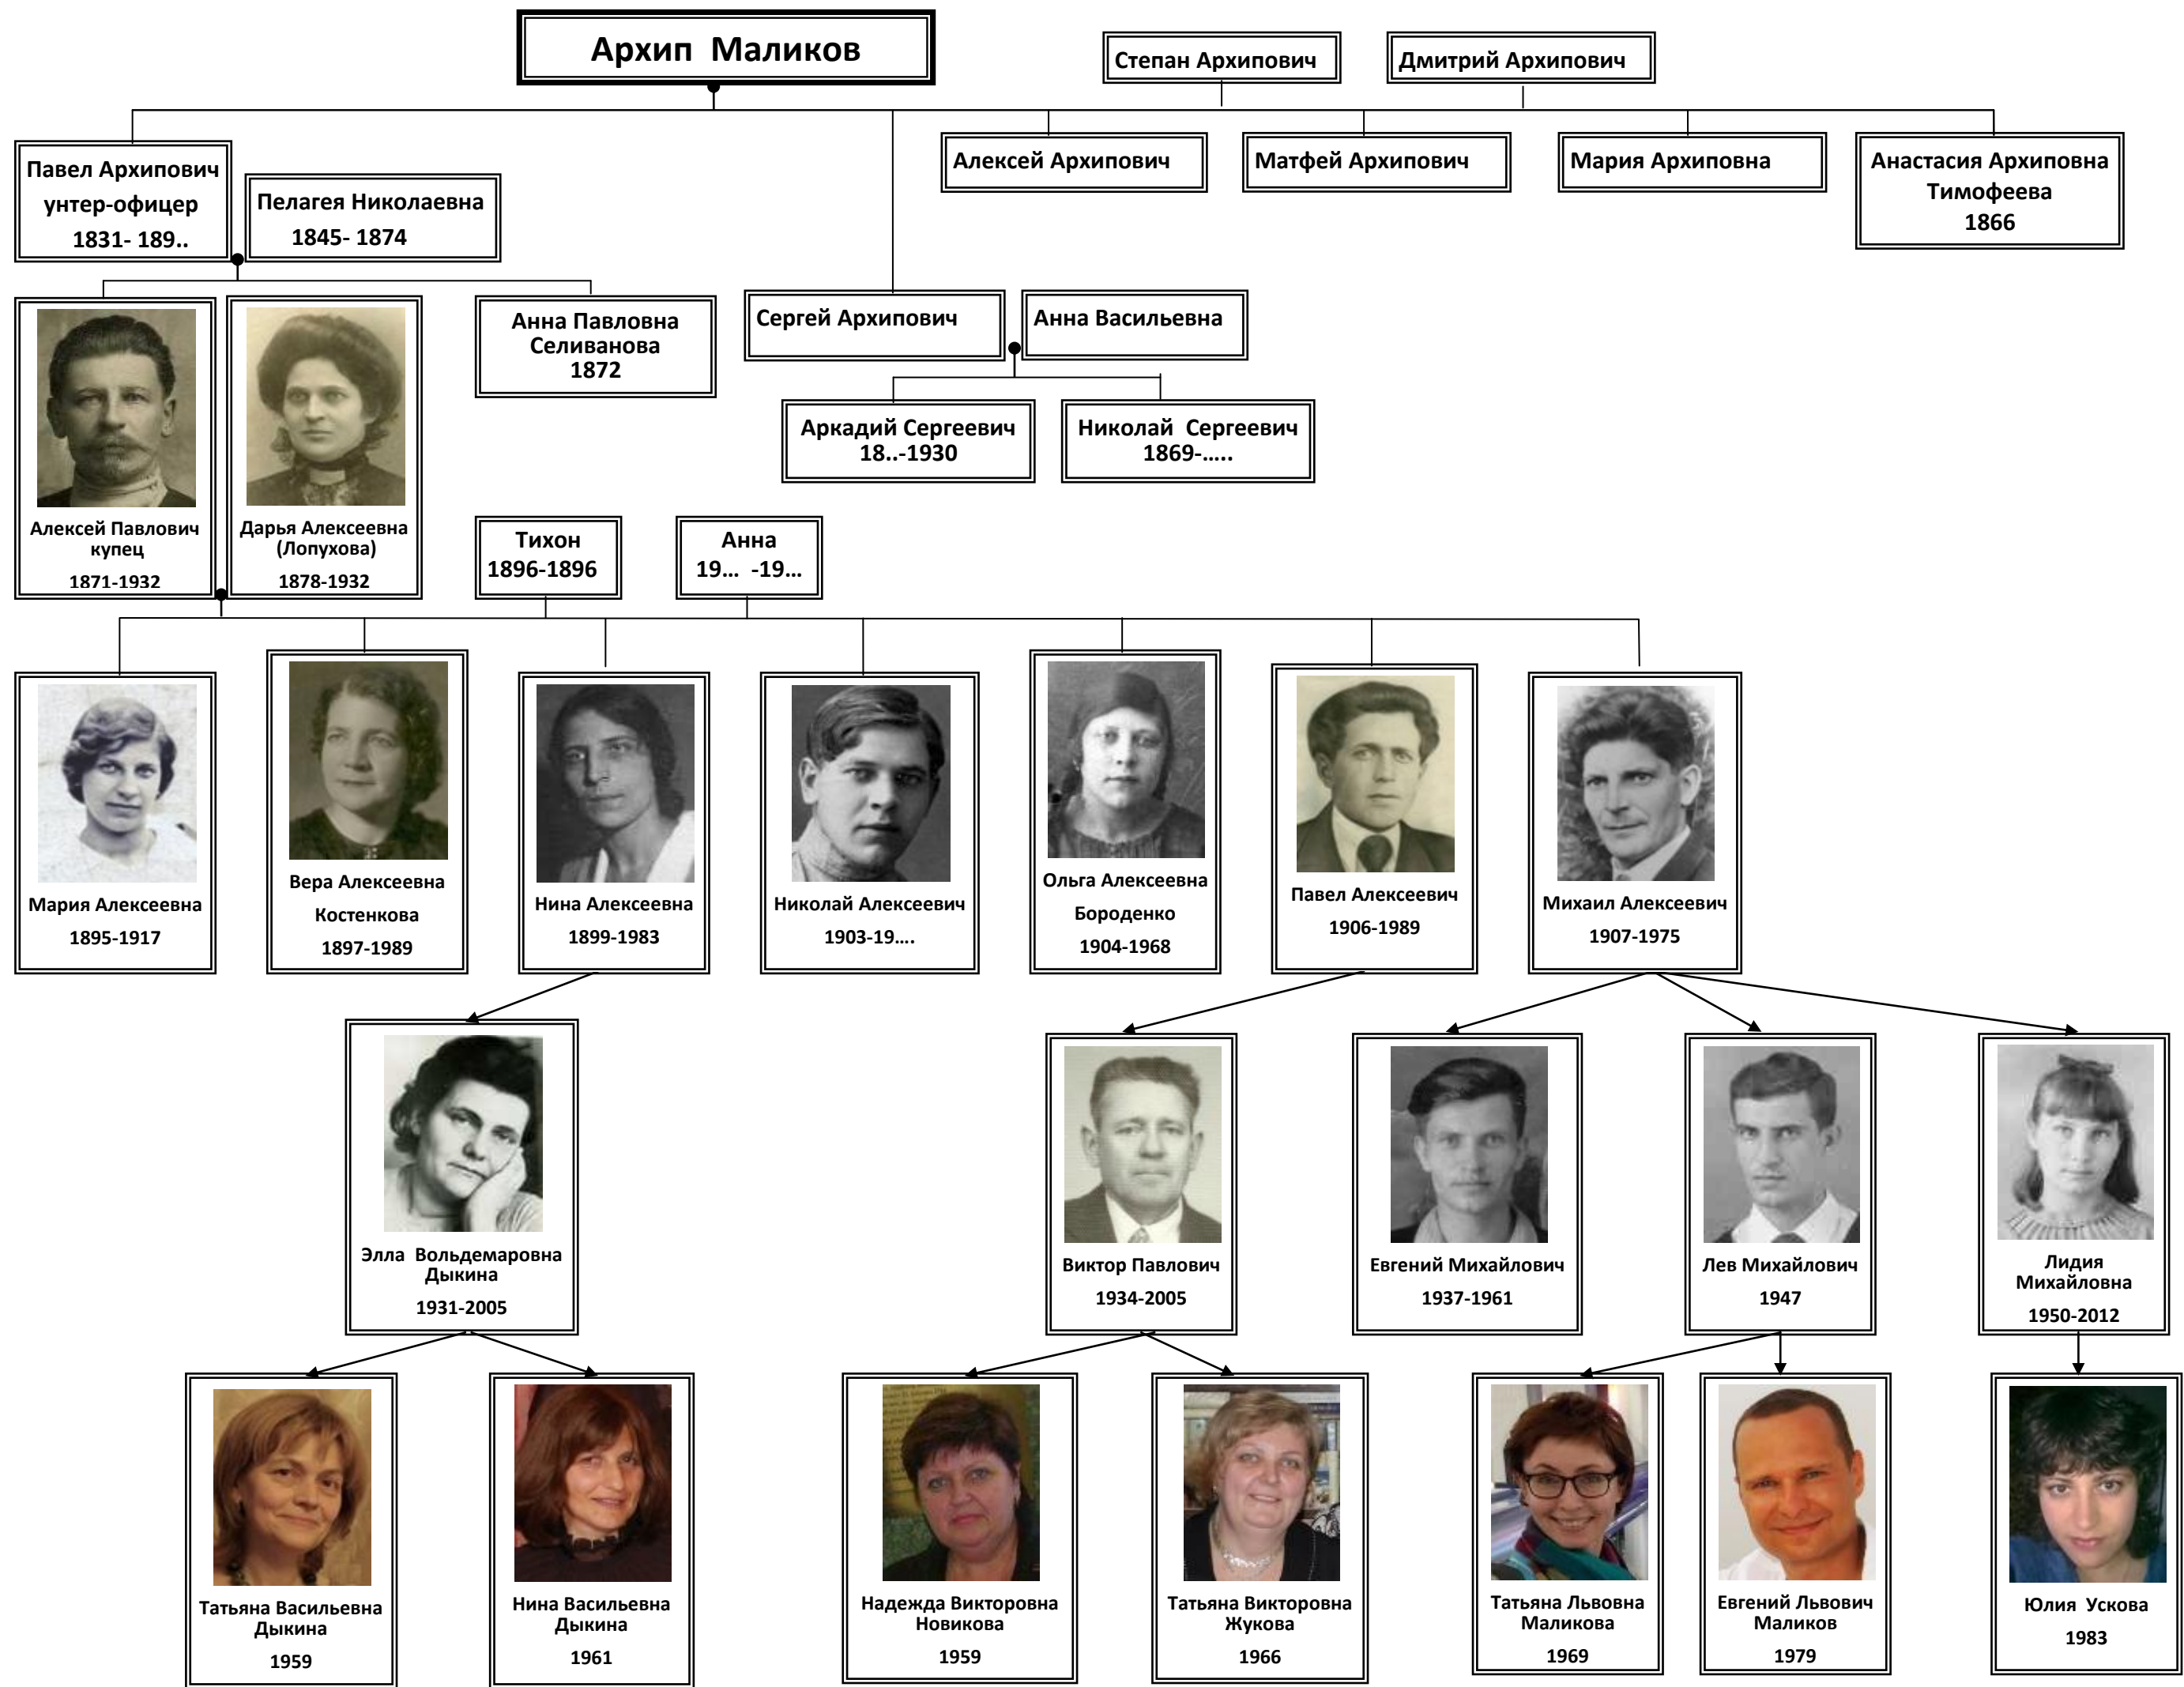 Архип Маликов
Степан Архипович
Дмитрий Архипович
Павел Архипович
унтер-офицер
1831- 189..
Пелагея Николаевна
1845- 1874
Алексей Архипович
Матфей Архипович
Мария Архиповна
Анастасия Архиповна
Тимофеева
1866
Алексей Павлович
купец
1871-1932
Дарья Алексеевна
(Лопухова)
1878-1932
Анна Павловна
Селиванова
1872
Сергей Архипович
Анна Васильевна
Аркадий Сергеевич
18..-1930
Николай Сергеевич
1869-…..
Тихон
1896-1896
Анна
19… -19…
Мария Алексеевна
1895-1917
Вера Алексеевна
Костенкова
1897-1989
Нина Алексеевна
1899-1983
Николай Алексеевич
1903-19….
Ольга Алексеевна
Бороденко
1904-1968
Павел Алексеевич
1906-1989
Михаил Алексеевич
1907-1975
Элла Вольдемаровна
Дыкина
1931-2005
Виктор Павлович
1934-2005
Евгений Михайлович
1937-1961
Лев Михайлович
1947
Лидия
Михайловна
1950-2012
Татьяна Васильевна
Дыкина
1959
Нина Васильевна
Дыкина
1961
Надежда Викторовна
Новикова
1959
Татьяна Викторовна
Жукова
1966
Татьяна Львовна
Маликова
1969
Евгений Львович
Маликов
1979
Юлия Ускова
1983